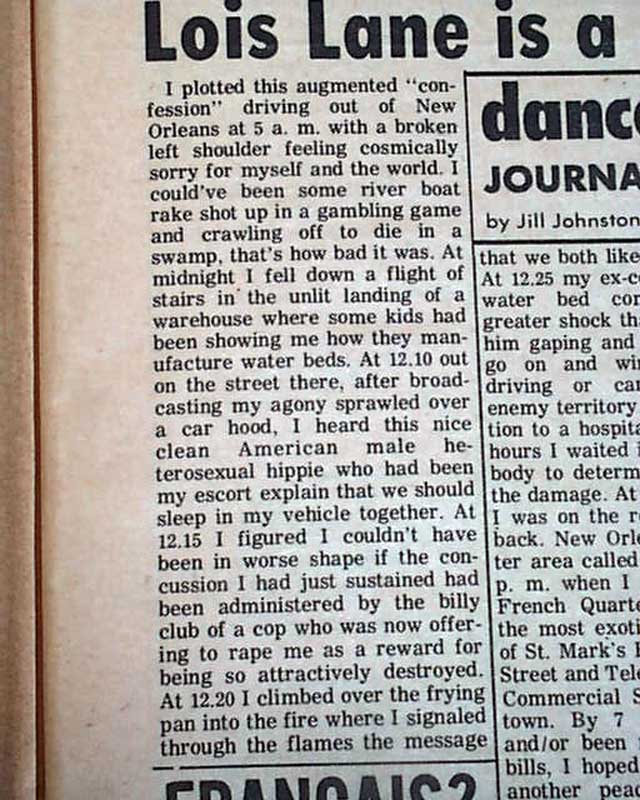 Lois Lane is a
I plotted this augmented "con-
fession" driving out of New
Orleans at 5 a. m. with a broken
left shoulder feeling cosmically
sorry for myself and the world. I
could've been some river boat
rake shot up in a gambling game
and crawling off to die in a
swamp, that's how bad it was. At
midnight I fell down a flight of
stairs in the unlit landing of a
warehouse where some kids had
been showing me how they man-
ufacture water beds. At 12.10 out
on the street there, after broad-
casting my agony sprawled over
a car hood, I heard this nice
clean American male he-
terosexual hippie who had been
my escort explain that we should
sleep in my vehicle together. At
12.15 I figured I couldn't have
been in worse shape if the con-
cussion I had just sustained had
been administered by the billy
club of a cop who was now offer-
ing to rape me as a reward for
being so attractively destroyed.
At 12.20 I climbed over the frying
pan into the fire where I signaled
through the flames the message
danc
JOURNA
by Jill Johnston
that we both like
At 12.25 my ex-c
water bed con
greater shock tha
him gaping and
go on and win
driving or car
enemy territory
tion to a hospita
hours I waited
body to determ
the damage. At
I was on the r
back. New Orle
ter area called
p. m. when I
French Quarte
the most exoti
of St. Mark's
Street and Tele
Commercial S
town. By 7
and/or been
bills, I hoped
another peac
FRANÇAIS?